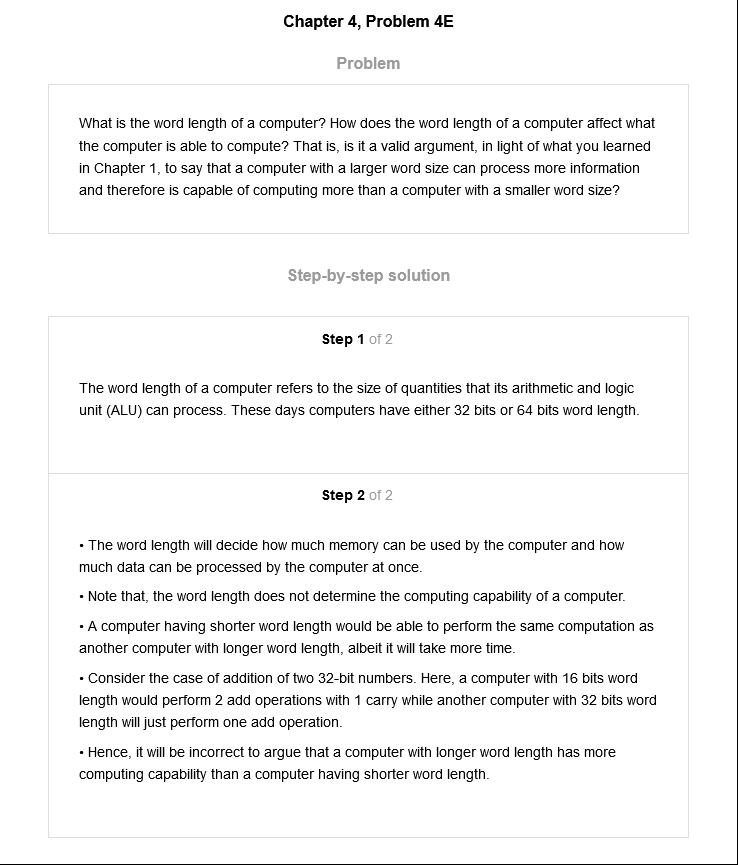 Chapter 4, Problem 4E
Problem
What is the word length of a computer? How does the word length of a computer affect what
the computer is able to compute? That is, is it a valid argument, in light of what you learned
in Chapter 1, to say that a computer with a larger word size can process more information
and therefore is capable of computing more than a computer with a smaller word size?
Step-by-step solution
Step 1 of 2
The word length of a computer refers to the size of quantities that its arithmetic and logic
unit (ALU) can process. These days computers have either 32 bits or 64 bits word length.
Step 2 of 2
• The word length will decide how much memory can be used by the computer and how
much data can be processed by the computer at once.
• Note that, the word length does not determine the computing capability of a computer.
• A computer having shorter word length would be able to perform the same computation as
another computer with longer word length, albeit it will take more time.
• Consider the case of addition of two 32-bit numbers. Here, a computer with 16 bits word
length would perform 2 add operations with 1 carry while another computer with 32 bits word
length will just perform one add operation.
• Hence, it will be incorrect to argue that a computer with longer word length has more
computing capability than a computer having shorter word length.